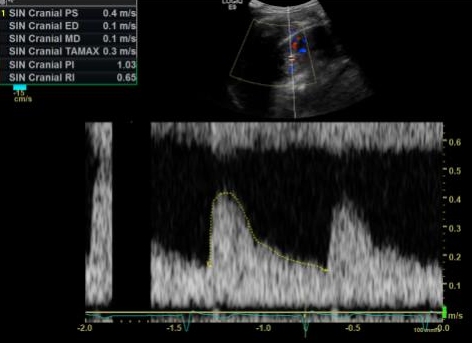 LOGIQ
E9
1 SIN Cranial PS 0.4 m/s
SIN Cranial ED 0.1 m/s
SIN Cranial MD 0.1 m/s
SIN Cranial TAMAX 0.3 m/s
SIN Cranial PI 1.03
SIN Cranial RI 0.65
-15
cm/s
0.6
0.5
0.4
0.3
0.2
0.1
m/s
-2.0 -1.5 -1.0 -0.5 0.0
100 mm/s